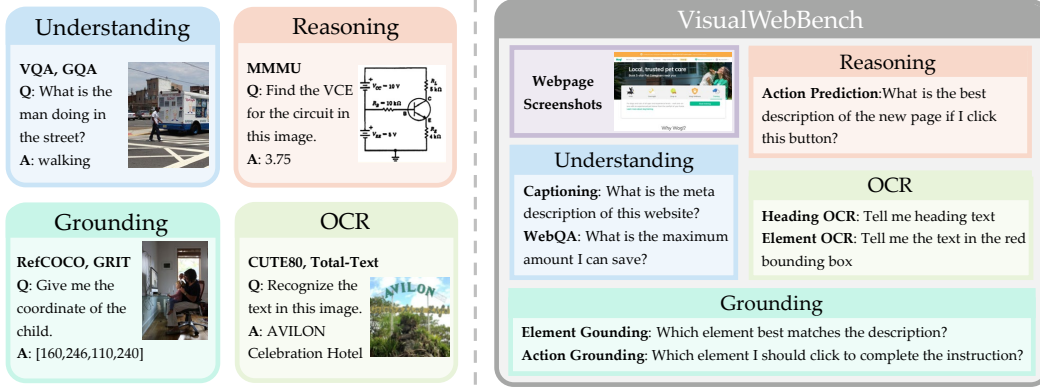 Understanding
VQA, GQA
Q: What is the
man doing in
the street?
A: walking
Reasoning
MMMU
Q: Find the VCE
for the circuit in
this image.
A: 3.75
Grounding
RefCOCO, GRIT
Q: Give me the
coordinate of the
child.
A: [160,246,110,240]
OCR
CUTE80, Total-Text
Q: Recognize the
text in this image.
A: AVILON
Celebration Hotel
AVILON
VisualWebBench
Webpage
Screenshots
Local, trusted pet care
Why Wag!?
Understanding
Captioning: What is the meta
description of this website?
WebQA: What is the maximum
amount I can save?
Reasoning
Action Prediction:What is the best
description of the new page if I click
this button?
OCR
Heading OCR: Tell me heading text
Element OCR: Tell me the text in the red
bounding box
Grounding
Element Gounding: Which element best matches the description?
Action Grounding: Which element I should click to complete the instruction?